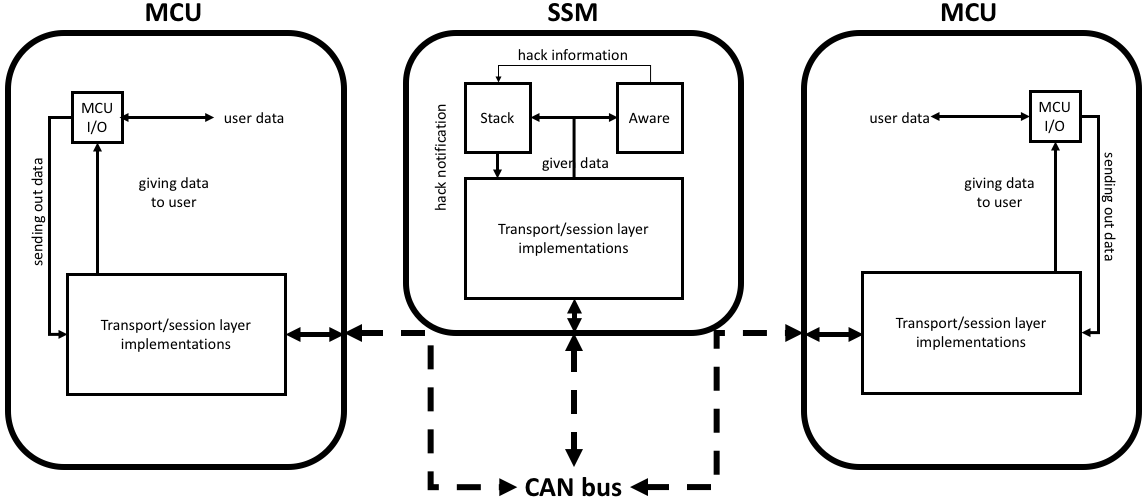 MCU
SSM
MCU
hack information
MCU
I/O
user data
Stack
Aware
user data
MCU
I/O
hack notification
given data
sending out data
giving data
to user
giving data
to user
sending out data
Transport/session layer
implementations
Transport/session layer
implementations
Transport/session layer
implementations
CAN bus